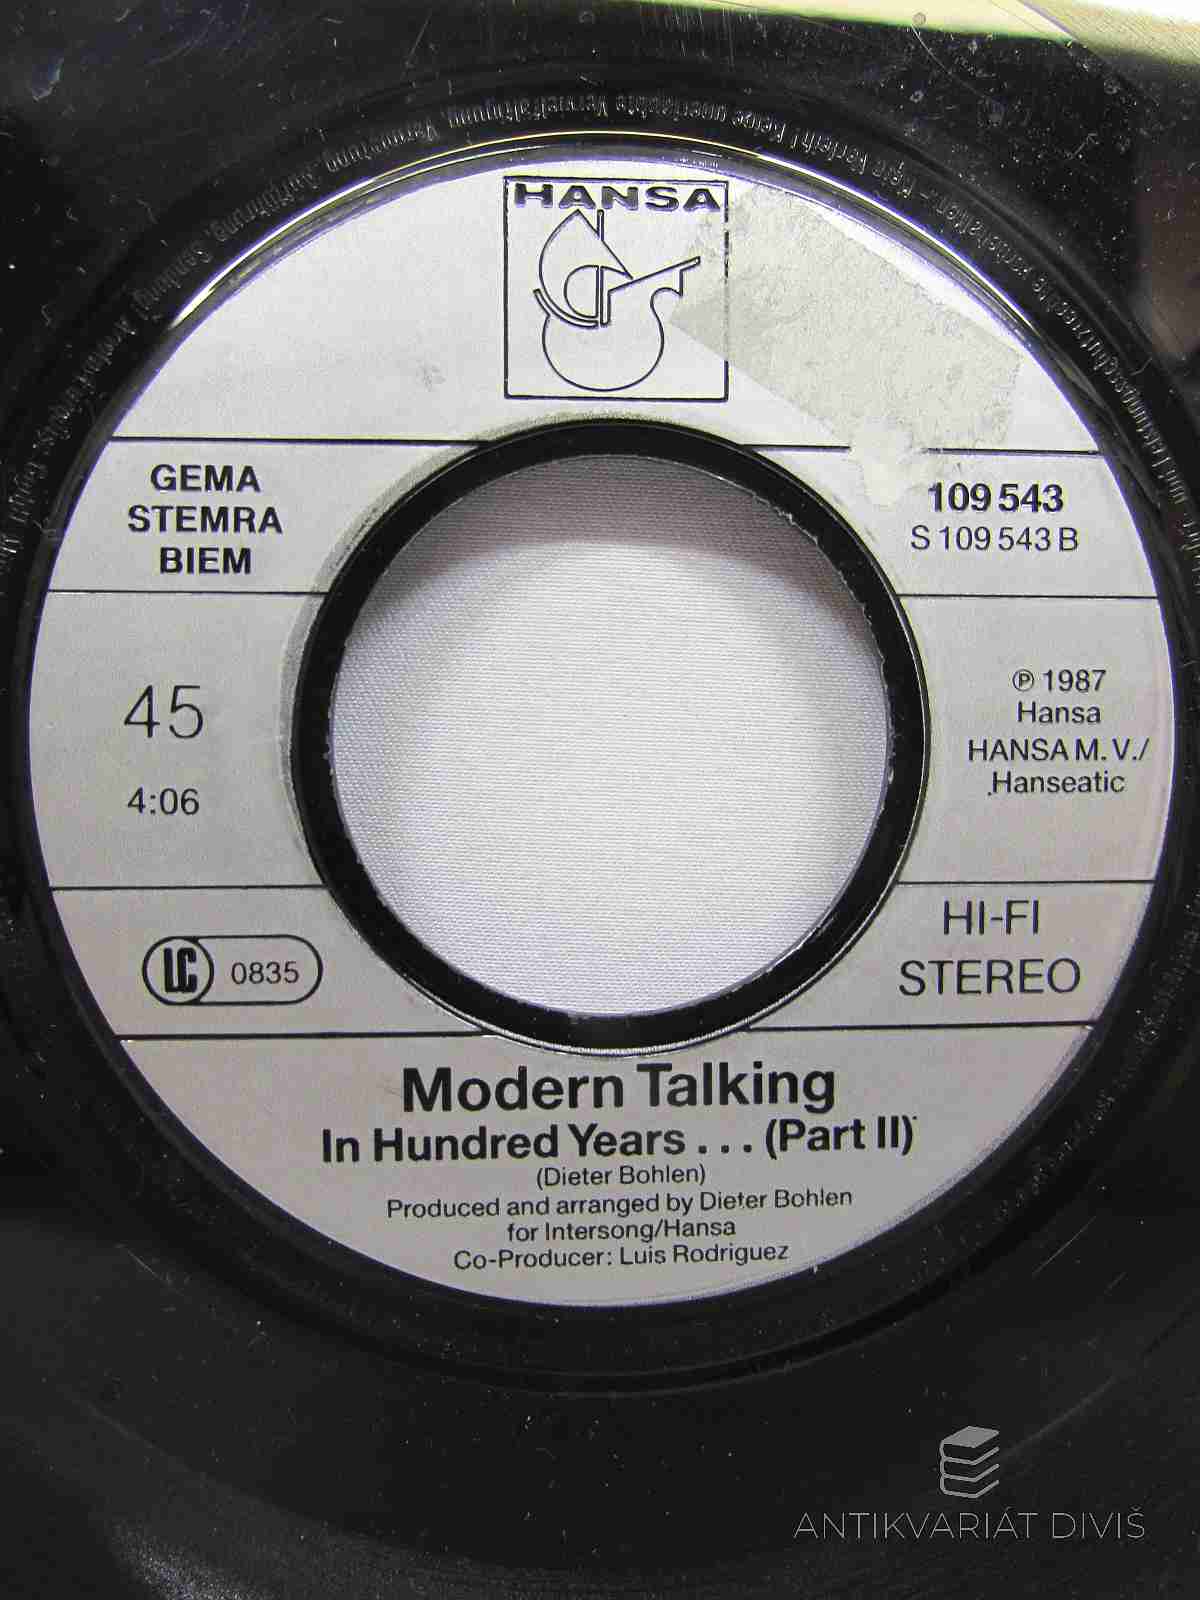 HANSA
GEMA
STEMRA
BIEM
109 543
S 109 543 B
45
4:06
℗ 1987
Hansa
HANSA M. V./
Hanseatic
LC 0835
HI-FI
STEREO
Modern Talking
In Hundred Years . . . (Part II)
(Dieter Bohlen)
Produced and arranged by Dieter Bohlen
for Intersong/Hansa
Co-Producer: Luis Rodriguez
ANTIKVARIÁT DIVIŠ